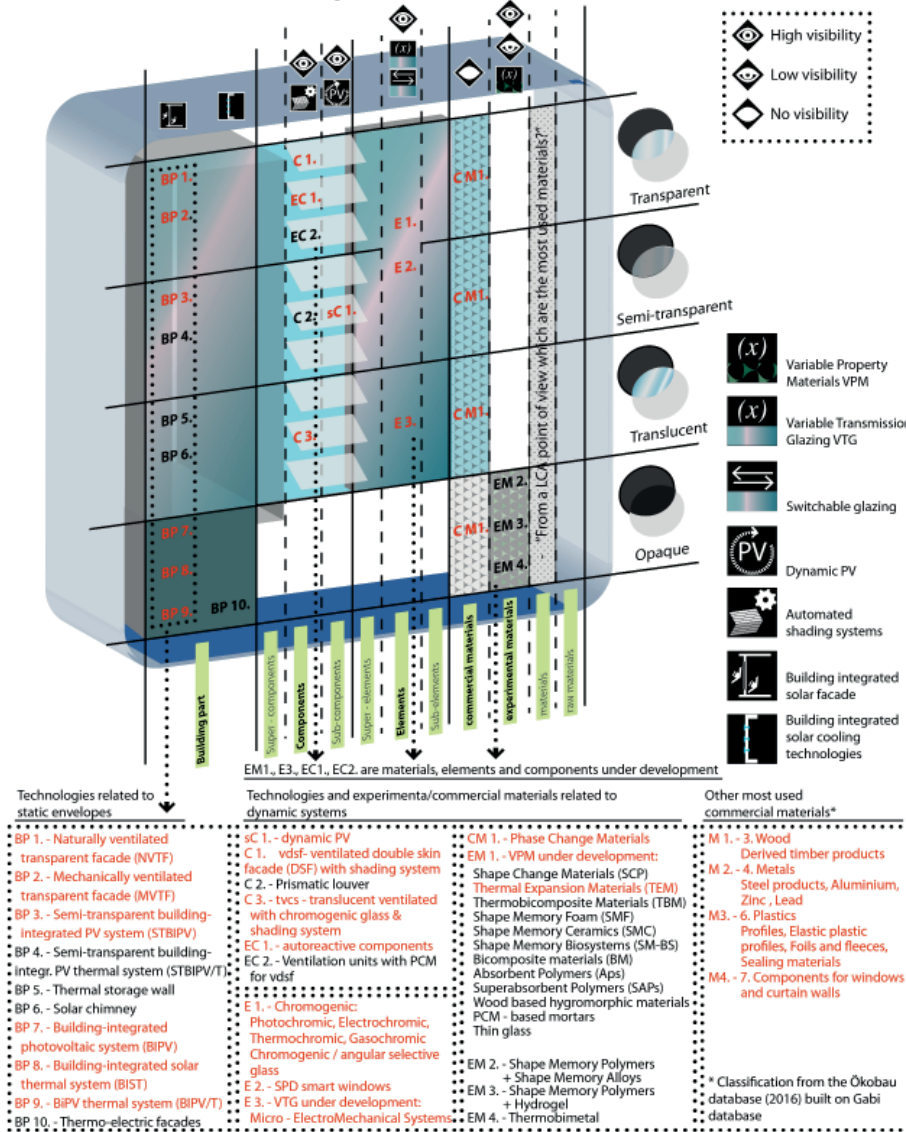 High visibility
Low visibility
No visibility
(x)
(x)
PV
BP 1.
BP 2.
BP 3.
BP 4.
BP 5.
BP 6.
BP 7.
BP 8.
BP 9.
BP 10.
C 1.
EC 1.
EC 2.
C 2.
sC 1.
C 3.
E 1.
E 2.
E 3.
C M1.
C M1.
C M1.
C M1.
EM 2.
EM 3.
EM 4.
"From a LCA point of view which are the most used materials?"
Transparent
Semi-transparent
Translucent
Opaque
(x)
Variable Property
Materials VPM
(x)
Variable Transmission
Glazing VTG
Switchable glazing
PV
Dynamic PV
Automated
shading systems
Building integrated
solar facade
Building integrated
solar cooling
technologies
Building part
Super - components
Components
Sub-components
Super - elements
Elements
Sub-elements
commercial materials
experimental materials
materials
raw materials
EM1., E3., EC1., EC2. are materials, elements and components under development
Technologies related to
static envelopes
BP 1. - Naturally ventilated
transparent facade (NVTF)
BP 2. - Mechanically ventilated
transparent facade (MVTF)
BP 3. - Semi-transparent building-
integrated PV system (STBIPV)
BP 4. - Semi-transparent building-
integr. PV thermal system (STBIPV/T)
BP 5. - Thermal storage wall
BP 6. - Solar chimney
BP 7. - Building-integrated
photovoltaic system (BIPV)
BP 8. - Building-integrated solar
thermal system (BIST)
BP 9. - BiPV thermal system (BIPV/T)
BP 10. - Thermo-electric facades
Technologies and experimenta/commercial materials related to
dynamic systems
sC 1. - dynamic PV
C 1. vdsf- ventilated double skin
facade (DSF) with shading system
C 2. - Prismatic louver
C 3. - tvcs - translucent ventilated
with chromogenic glass &
shading system
EC 1. - autoreactive components
EC 2. - Ventilation units with PCM
for vdsf
E 1. - Chromogenic:
Photochromic, Electrochromic,
Thermochromic, Gasochromic
Chromogenic / angular selective
glass
E 2. - SPD smart windows
E 3. - VTG under development:
Micro - ElectroMechanical Systems
CM 1. - Phase Change Materials
EM 1. - VPM under development:
Shape Change Materials (SCP)
Thermal Expansion Materials (TEM)
Thermobicomposite Materials (TBM)
Shape Memory Foam (SMF)
Shape Memory Ceramics (SMC)
Shape Memory Biosystems (SM-BS)
Bicomposite materials (BM)
Absorbent Polymers (Aps)
Superabsorbent Polymers (SAPs)
Wood based hygromorphic materials
PCM - based mortars
Thin glass
EM 2. - Shape Memory Polymers
+ Shape Memory Alloys
EM 3. - Shape Memory Polymers
+ Hydrogel
EM 4. - Thermobimetal
Other most used
commercial materials*
M 1. - 3. Wood
Derived timber products
M 2. - 4. Metals
Steel products, Aluminium,
Zinc , Lead
M3. - 6. Plastics
Profiles, Elastic plastic
profiles, Foils and fleeces,
Sealing materials
M4. - 7. Components for windows
and curtain walls
* Classification from the Ökobau
database (2016) built on Gabi
database